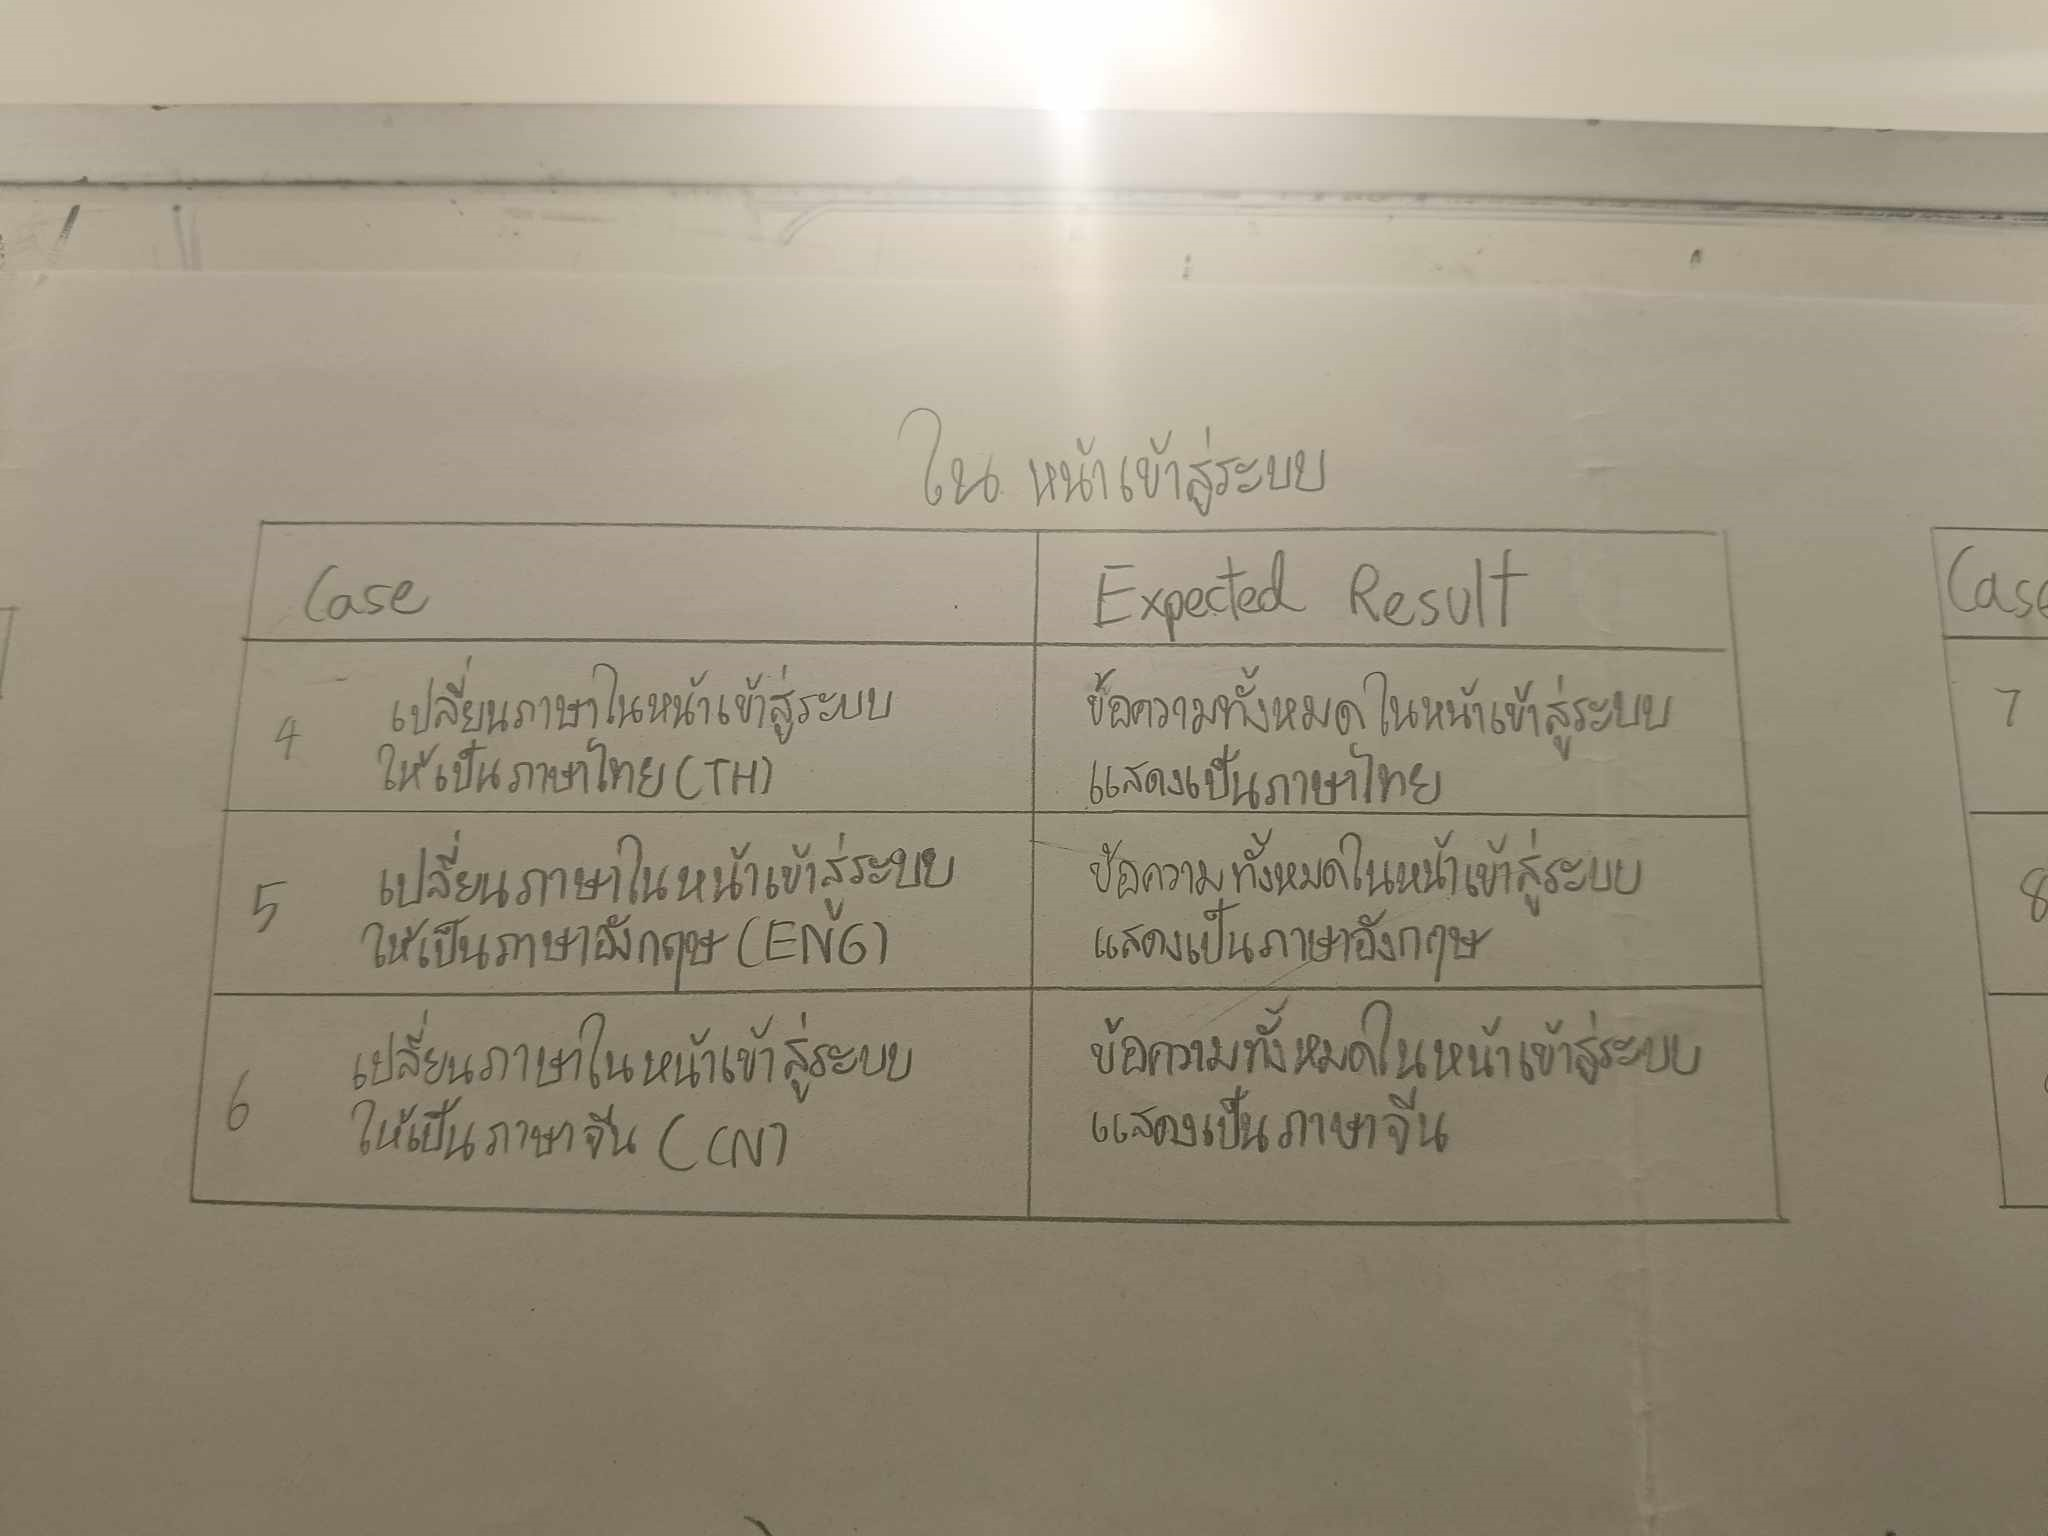 ใน หน้าเข้าสู่ระบบ
Case Expected Result
4 เปลี่ยนภาษาในหน้าเข้าสู่ระบบ
ให้เป็นภาษาไทย (TH)
ข้อความทั้งหมดในหน้าเข้าสู่ระบบ
แสดงเป็นภาษาไทย
5 เปลี่ยนภาษาในหน้าเข้าสู่ระบบ
ให้เป็นภาษาอังกฤษ (ENG)
ข้อความทั้งหมดในหน้าเข้าสู่ระบบ
แสดงเป็นภาษาอังกฤษ
6 เปลี่ยนภาษาในหน้าเข้าสู่ระบบ
ให้เป็นภาษาจีน (CN)
ข้อความทั้งหมดในหน้าเข้าสู่ระบบ
แสดงเป็นภาษาจีน
Case
7
8